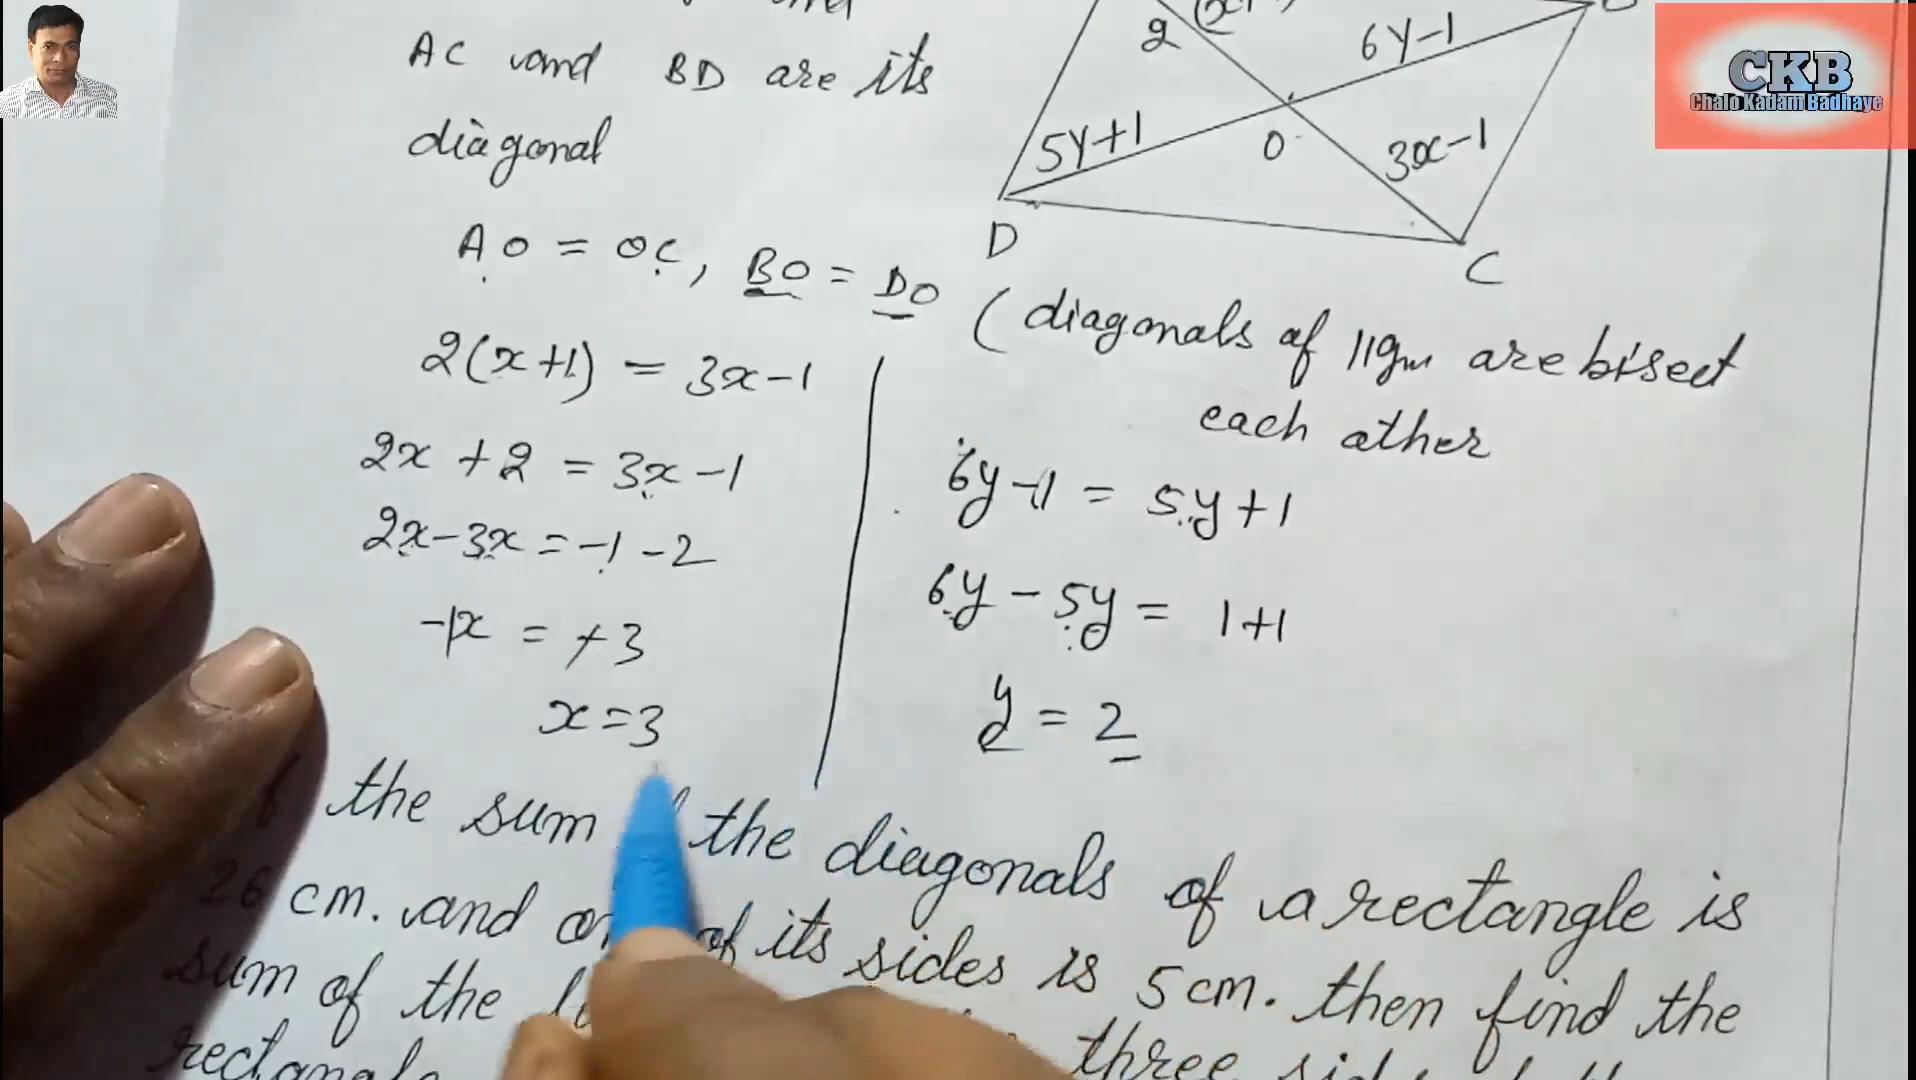 AC and BD are its
diagonal
2
6y-1
5y+1
O
3x-1
D
C
CKB
Chalo Kadam Badhaye
AO = OC, BO = DO
(diagonals of ||gm are bisect
each ather
2(x+1) = 3x-1
2x + 2 = 3x-1
2x-3x = -1-2
-1x = +3
x=3
6y-1 = 5y+1
6y - 5y = 1+1
y = 2
the sum the diagonals of a rectangle is
26 cm. and of its sides is 5 cm. then find the
sum of the
three